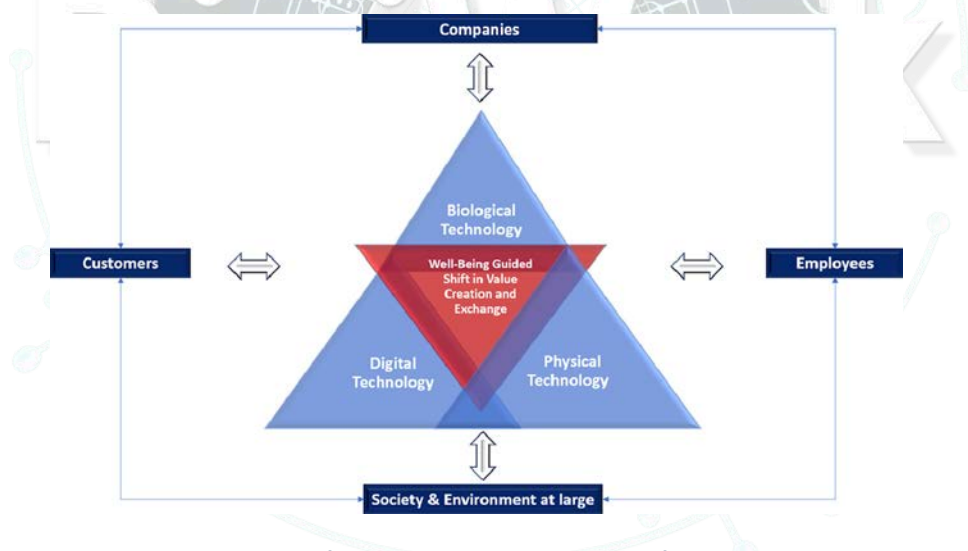 Companies
Biological
Technology
Customers
Well-Being Guided
Shift in Value
Creation and
Exchange
Employees
Digital
Technology
Physical
Technology
Society & Environment at large